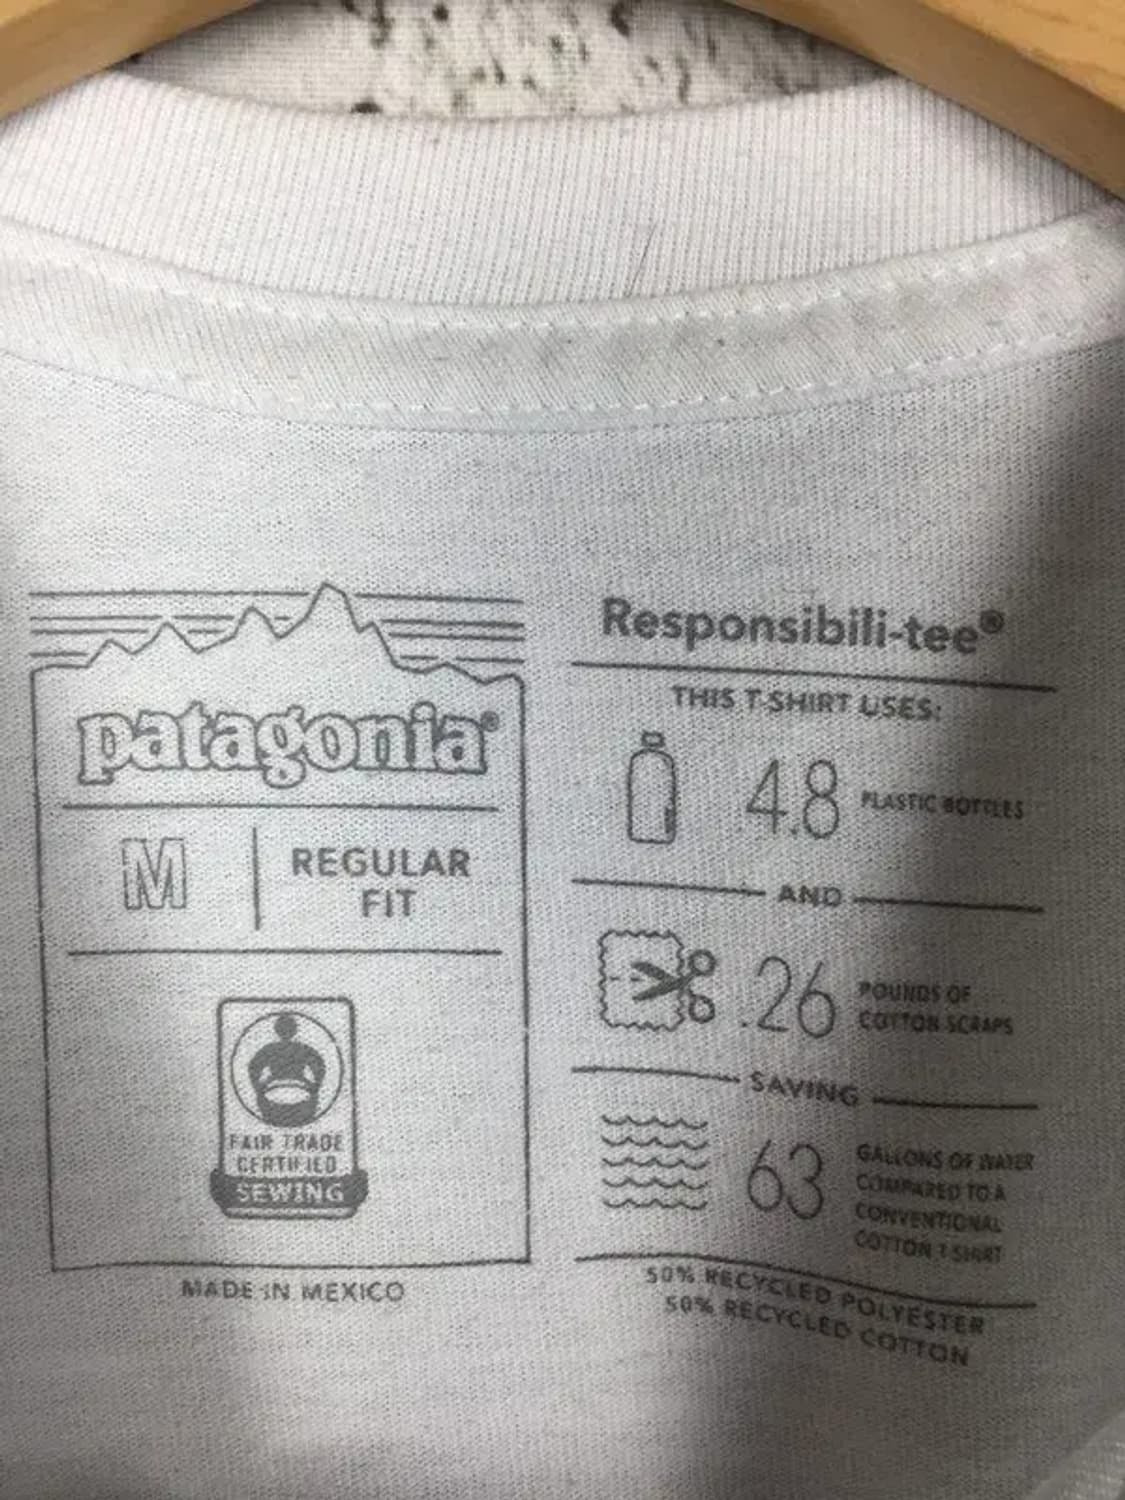 patagonia®
M
REGULAR
FIT
FAIR TRADE
CERTIFIED
SEWING
MADE IN MEXICO
Responsibili-tee®
THIS T-SHIRT USES:
4.8 PLASTIC BOTTLES
AND
.26 POUNDS OF
COTTON SCRAPS
SAVING
63 GALLONS OF WATER
COMPARED TO A
CONVENTIONAL
COTTON T-SHIRT
50% RECYCLED POLYESTER
50% RECYCLED COTTON